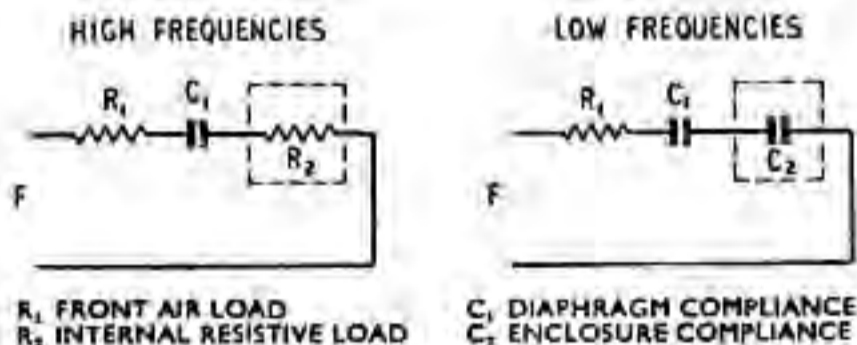 HIGH FREQUENCIES
LOW FREQUENCIES
R₁ C₁
R₂
F
R₁ C₁
C₂
F
R₁ FRONT AIR LOAD
R₂ INTERNAL RESISTIVE LOAD
C₁ DIAPHRAGM COMPLIANCE
C₂ ENCLOSURE COMPLIANCE